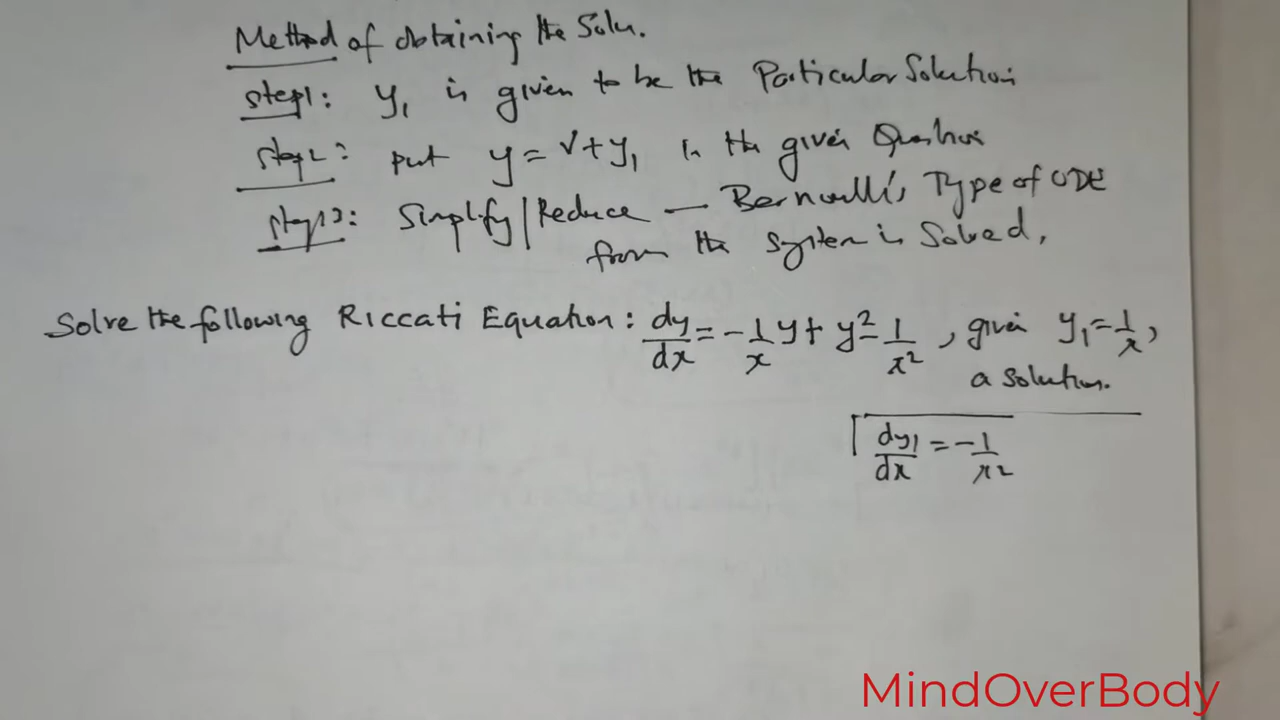 Method of obtaining the Soln.
Step1: y₁ is given to be the Particular Solution
Step2: put y = v + y₁ in the given Question
Step3: Simplify/Reduce — Bernoulli's Type of ODE
from the system is Solved.
Solve the following Riccati Equation: dy/dx = -1/x y + y² - 1/x², given y₁ = 1/x,
a solution.
dy₁/dx = -1/x²
MindOverBody